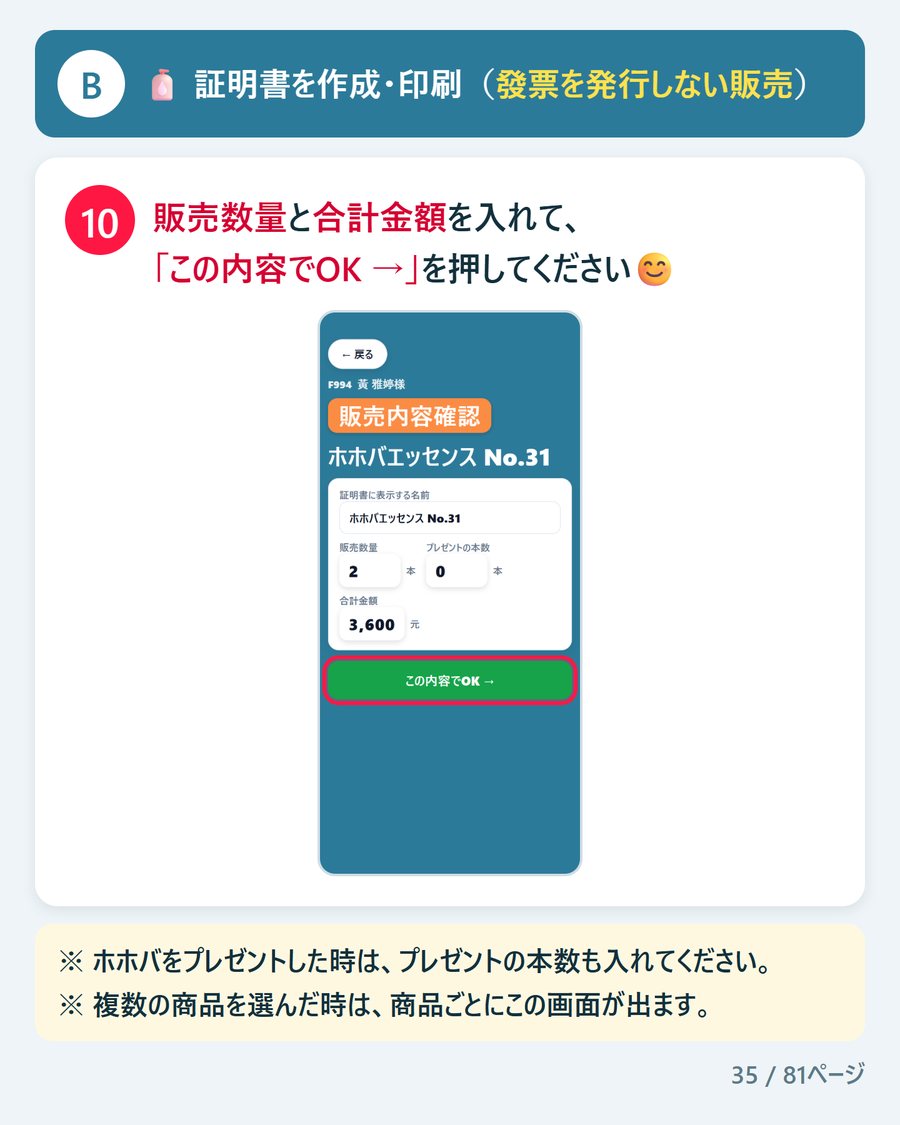 B 証明書を作成・印刷（發票を発行しない販売）
10 販売数量と合計金額を入れて、
「この内容でOK →」を押してください😊
← 戻る
F994 黃 雅婷様
販売内容確認
ホホバエッセンス No.31
証明書に表示する名前
ホホバエッセンス No.31
販売数量 プレゼントの本数
2 本 0 本
合計金額
3,600 元
この内容でOK →
※ ホホバをプレゼントした時は、プレゼントの本数も入れてください。
※ 複数の商品を選んだ時は、商品ごとにこの画面が出ます。
35 / 81ページ